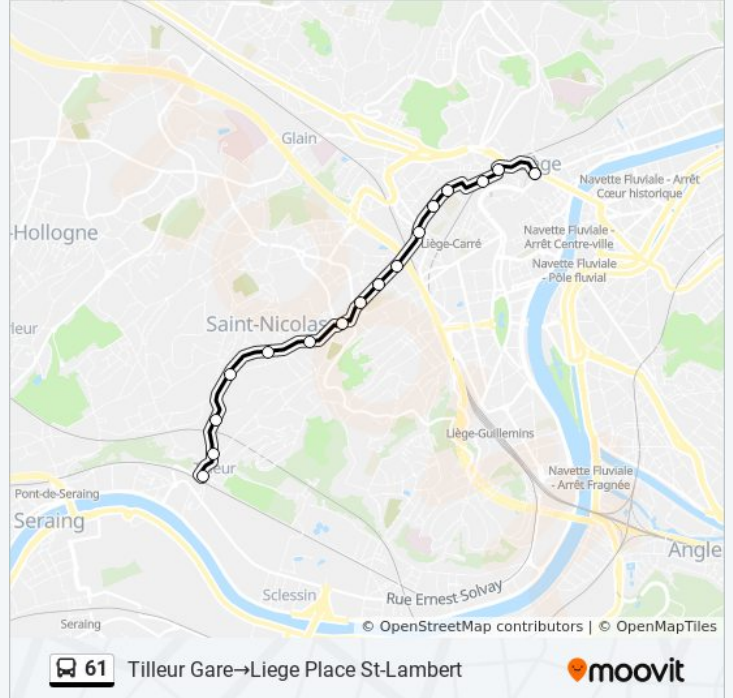 Glain
ège
Navette Fluviale - Arrêt
Cœur historique
-Hollogne
Navette Fluviale -
Arrêt Centre-ville
Liège-Carré
Navette Fluviale
- Pôle fluvial
leur
Saint-Nicolas
Liège-Guillemins
Navette Fluviale
- Arrêt Fragnée
eur
Pont-de-Seraing
Seraing
Angle
Sclessin
Rue Ernest Solvay
Seraing
© OpenStreetMap contributors | © OpenMapTiles
61 Tilleur Gare→Liege Place St-Lambert
moovit